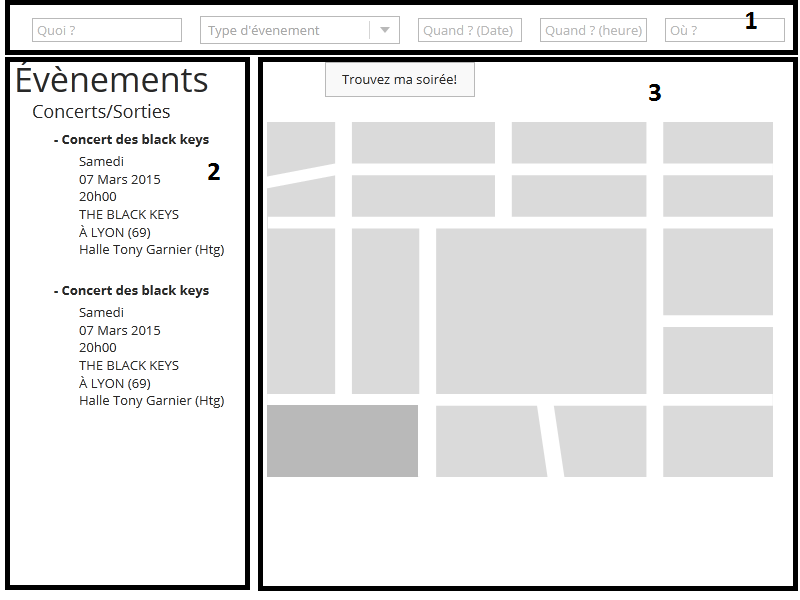 Quoi ?
Type d'évenement
Quand ? (Date)
Quand ? (heure)
Où ?
1
Évènements
Concerts/Sorties
- Concert des black keys
Samedi
07 Mars 2015
20h00
THE BLACK KEYS
À LYON (69)
Halle Tony Garnier (Htg)
2
- Concert des black keys
Samedi
07 Mars 2015
20h00
THE BLACK KEYS
À LYON (69)
Halle Tony Garnier (Htg)
Trouvez ma soirée!
3